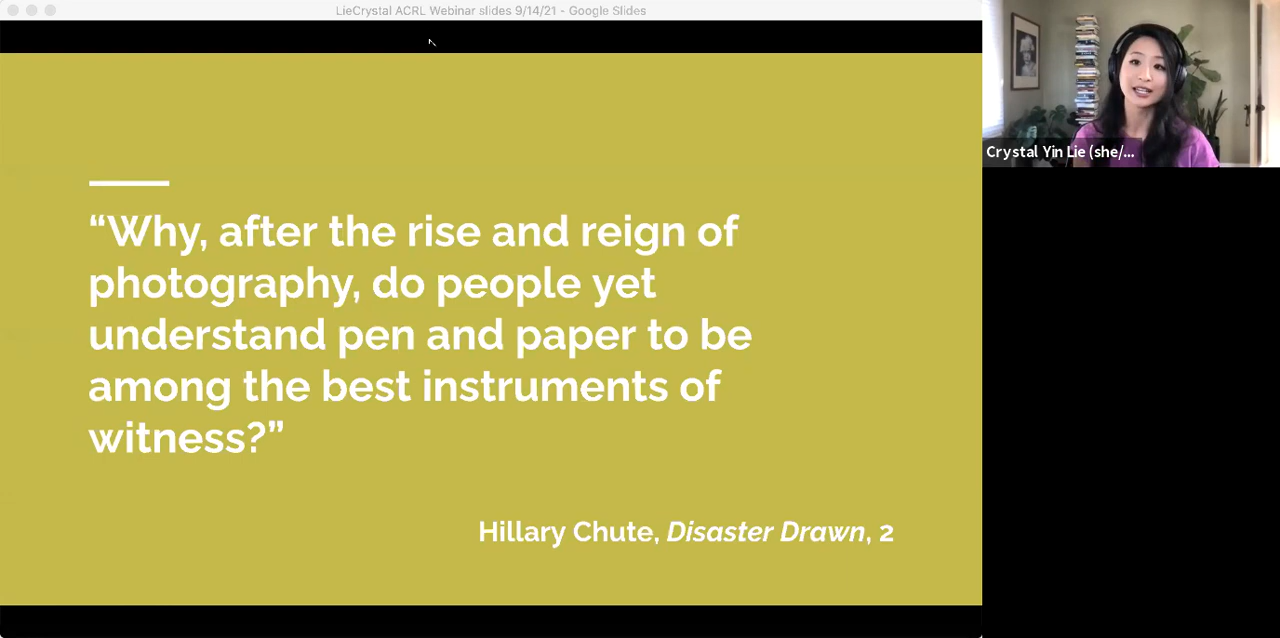 LieCrystal ACRL Webinar slides 9/14/21 - Google Slides
“Why, after the rise and reign of
photography, do people yet
understand pen and paper to be
among the best instruments of
witness?”
Hillary Chute, Disaster Drawn, 2
Crystal Yin Lie (she/...